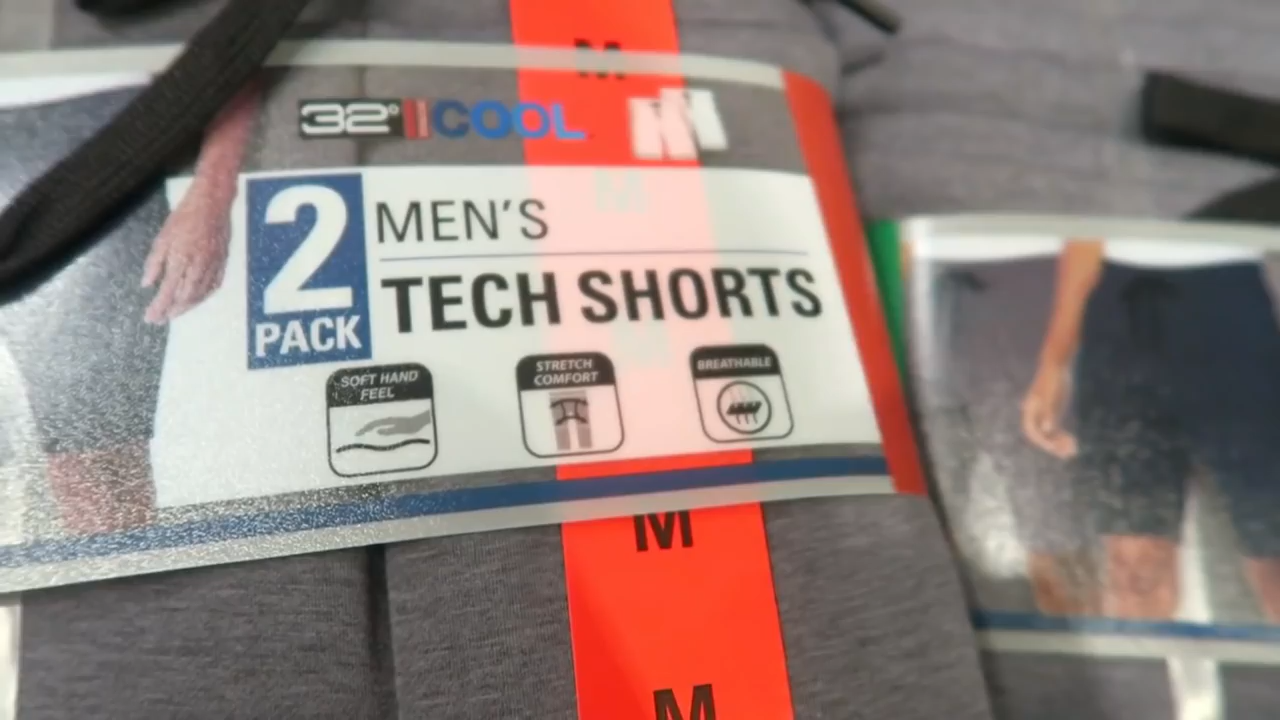 M
32° COOL
M
M
2
PACK
MEN'S
TECH SHORTS
SOFT HAND
FEEL
STRETCH
COMFORT
BREATHABLE
M
M